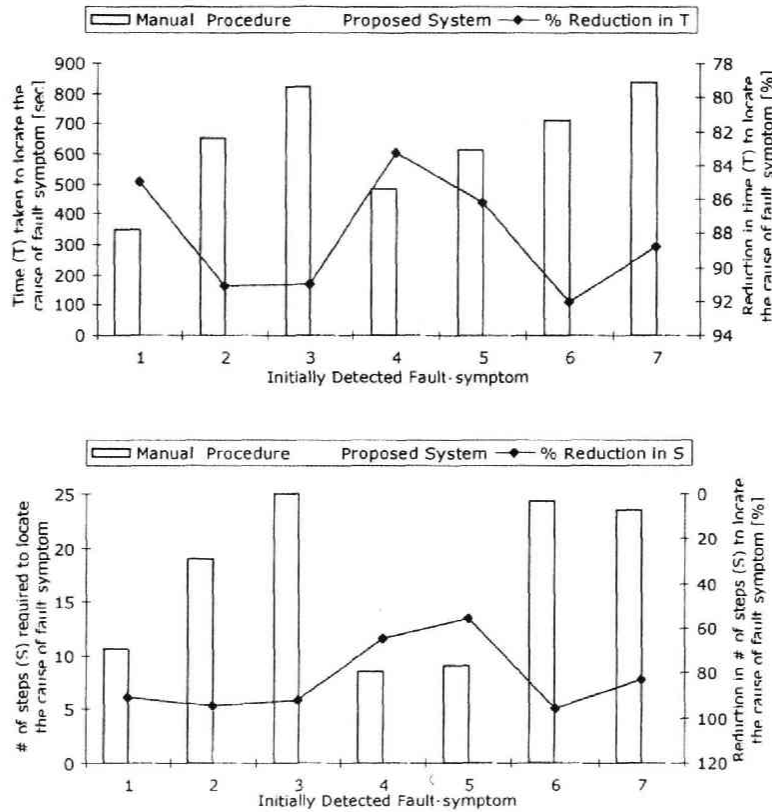 Manual Procedure Proposed System % Reduction in T
Time (T) taken to locate the
cause of fault symptom [sec]
900
800
700
600
500
400
300
200
100
0
78
79
82
84
86
88
90
92
94
Reduction in time (T) to locate
the cause of fault symptom [%]
1 2 3 4 5 6 7
Initially Detected Fault-symptom
Manual Procedure Proposed System % Reduction in S
# of steps (S) required to locate
the cause of fault symptom
25
20
15
10
5
0
0
20
40
60
80
100
120
Reduction in # of steps (S) to locate
the cause of fault symptom [%]
1 2 3 4 5 6 7
Initially Detected Fault-symptom